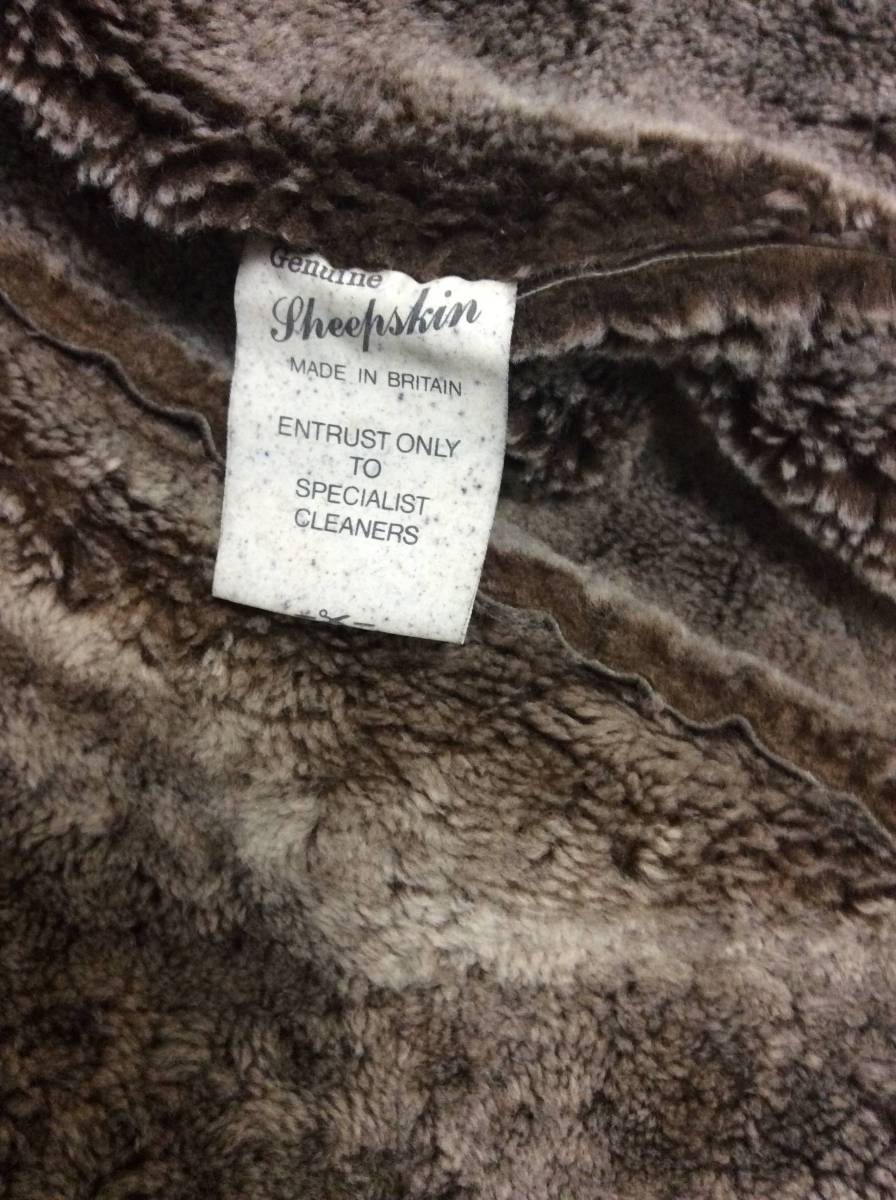 Genuine
Sheepskin
MADE IN BRITAIN
ENTRUST ONLY
TO
SPECIALIST
CLEANERS